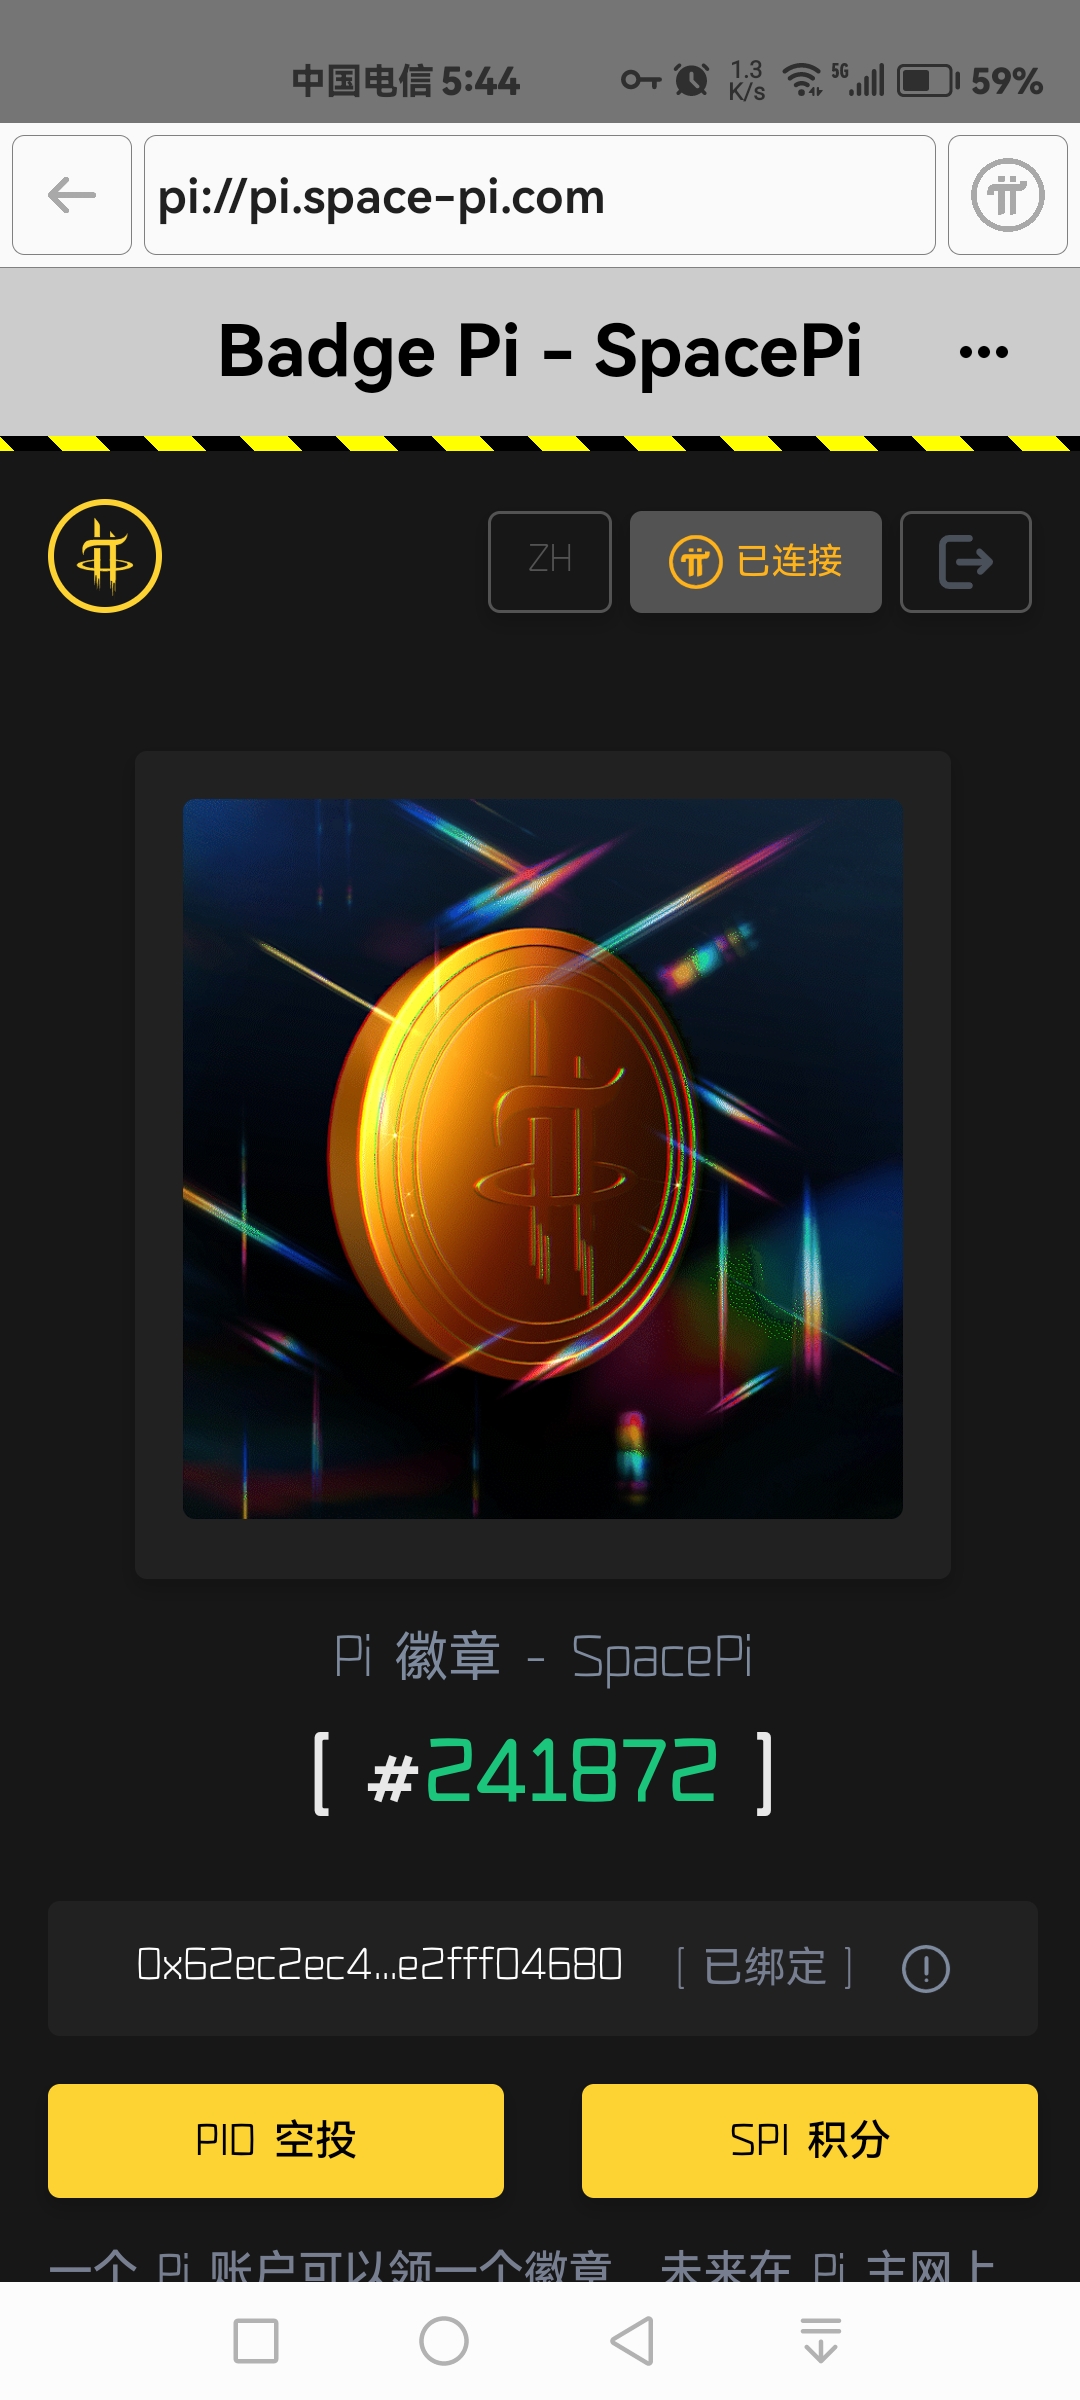 中国电信 5:44 1.3 K/s 5G 59%
pi://pi.space-pi.com
Badge Pi - SpacePi ...
ZH 已连接
Pi 徽章 - SpacePi
[ #241872 ]
0x62ec2ec4...e2fff04680 [ 已绑定 ]
PIO 空投 SPI 积分
一个 Pi 账户可以领一个徽章 未来在 Pi 主网上